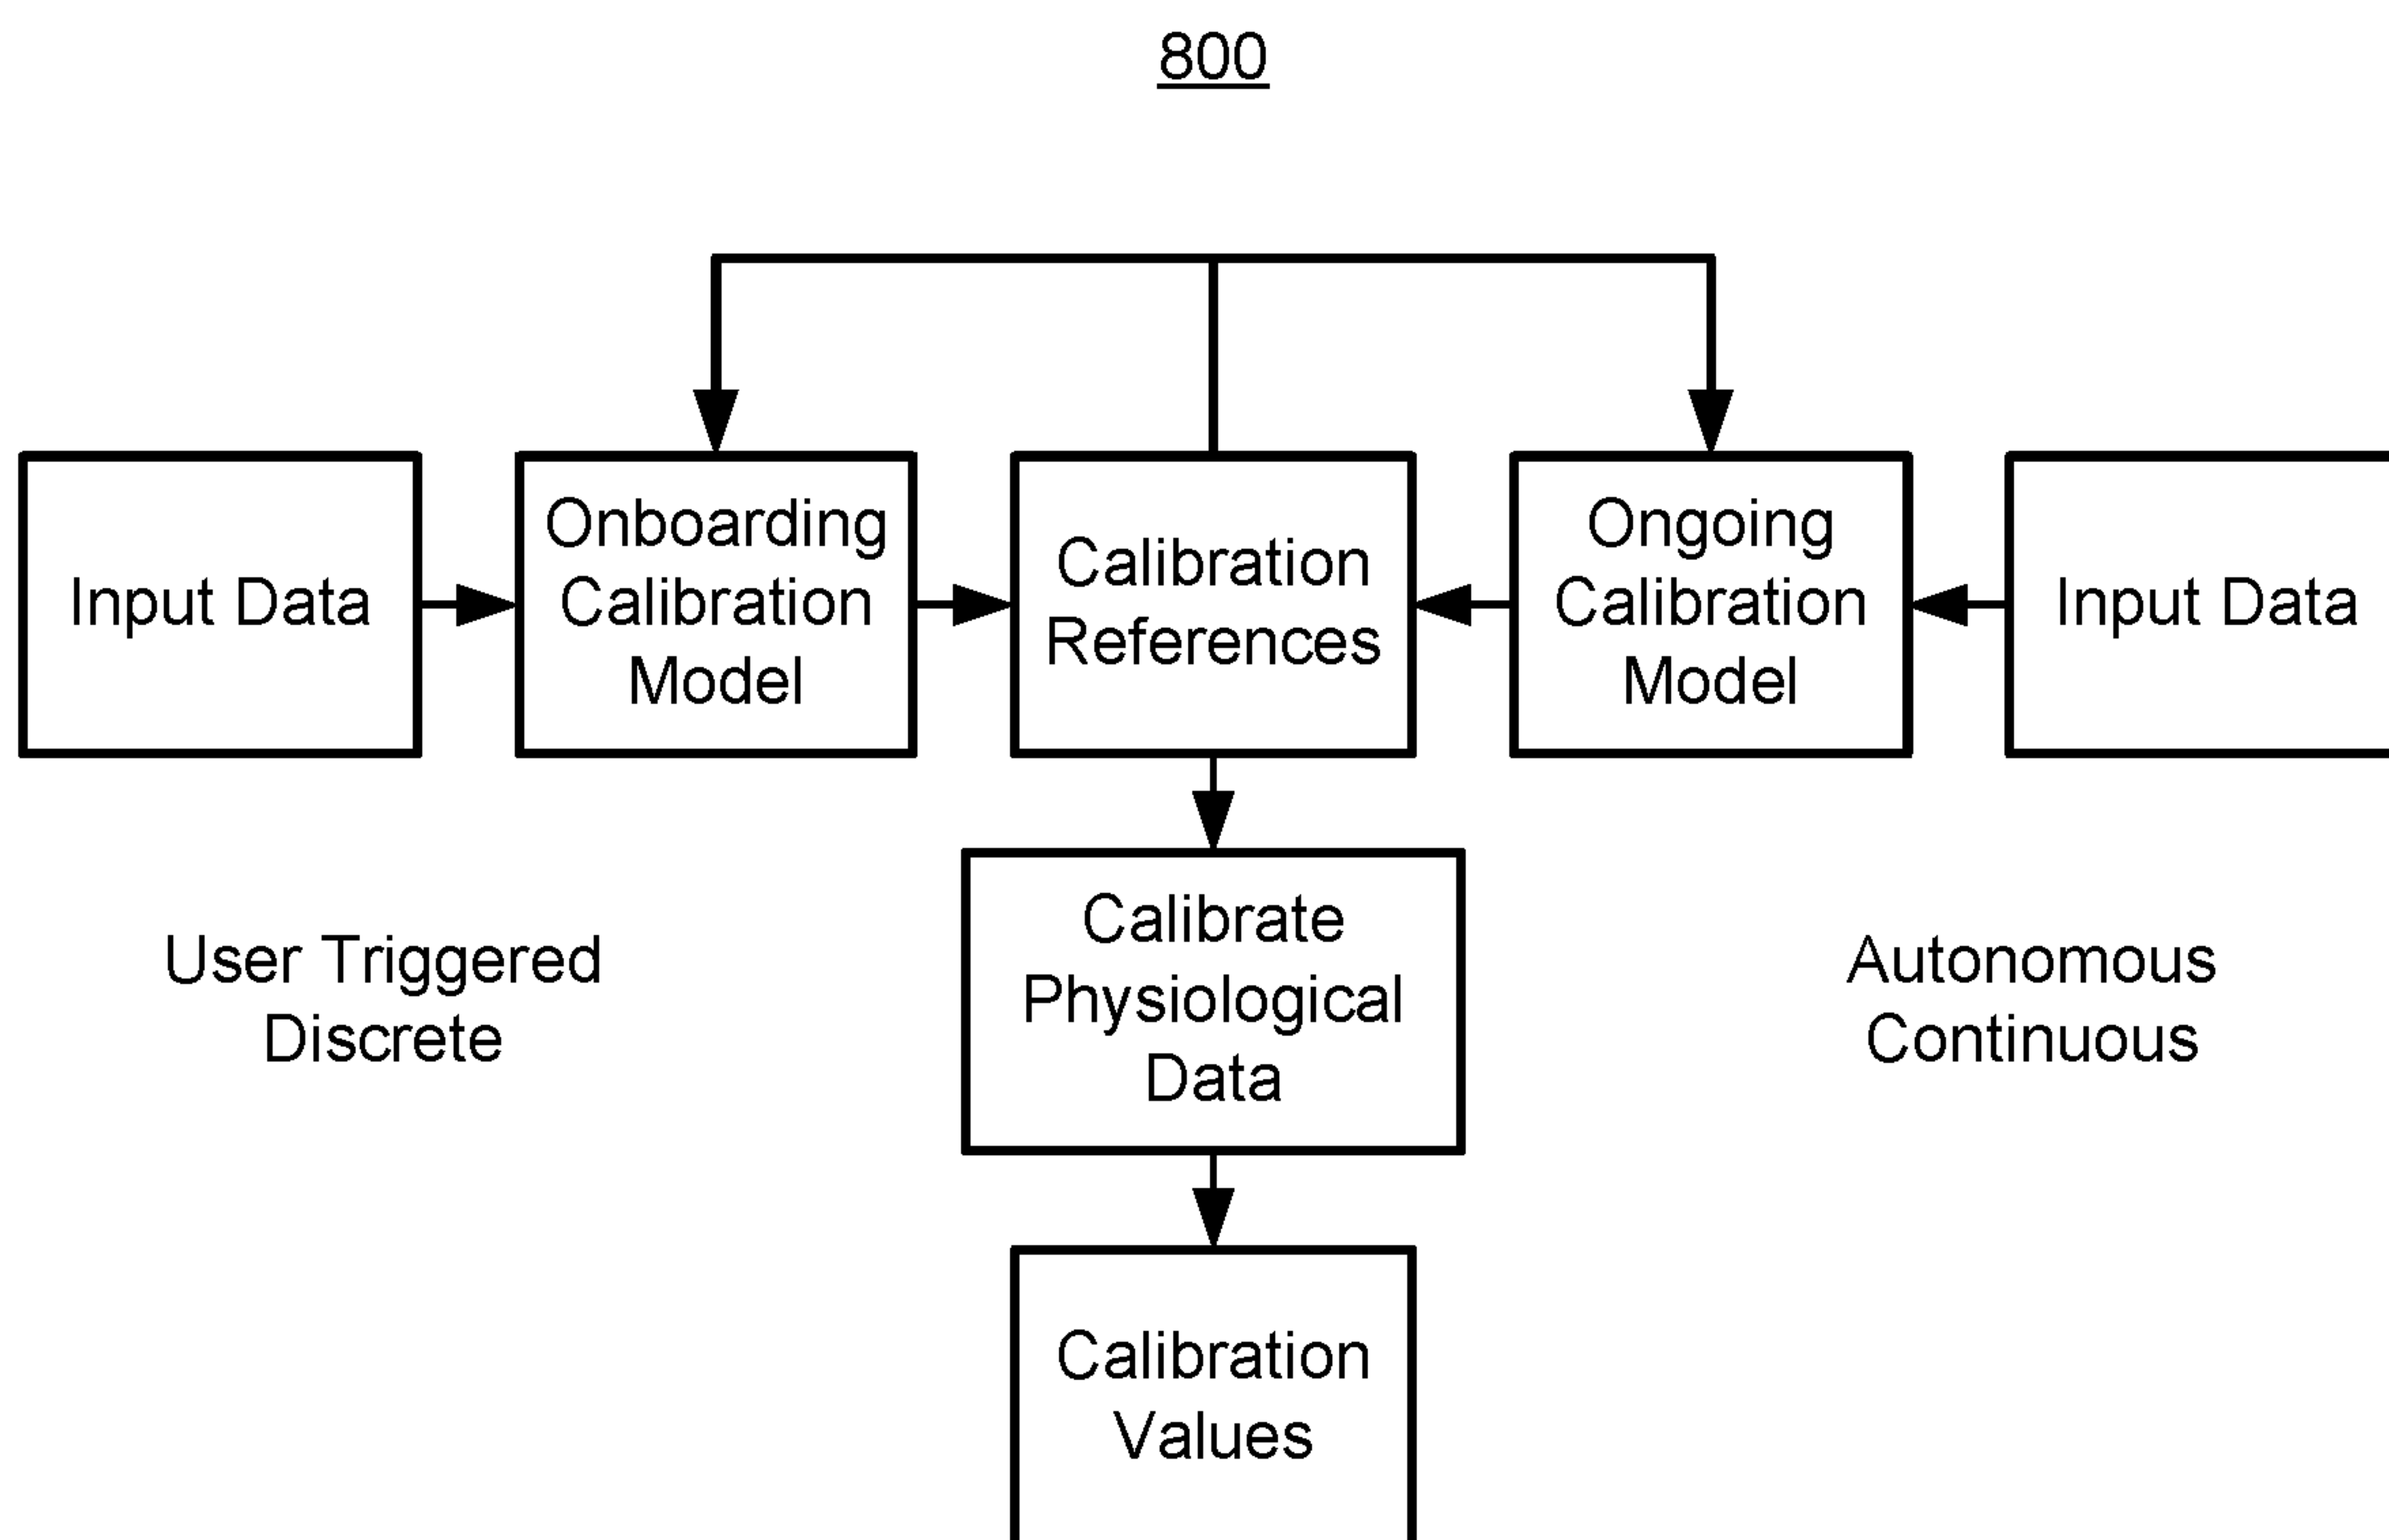 800
Input Data
Onboarding
Calibration
Model
Calibration
References
Ongoing
Calibration
Model
Input Data
User Triggered
Discrete
Calibrate
Physiological
Data
Autonomous
Continuous
Calibration
Values